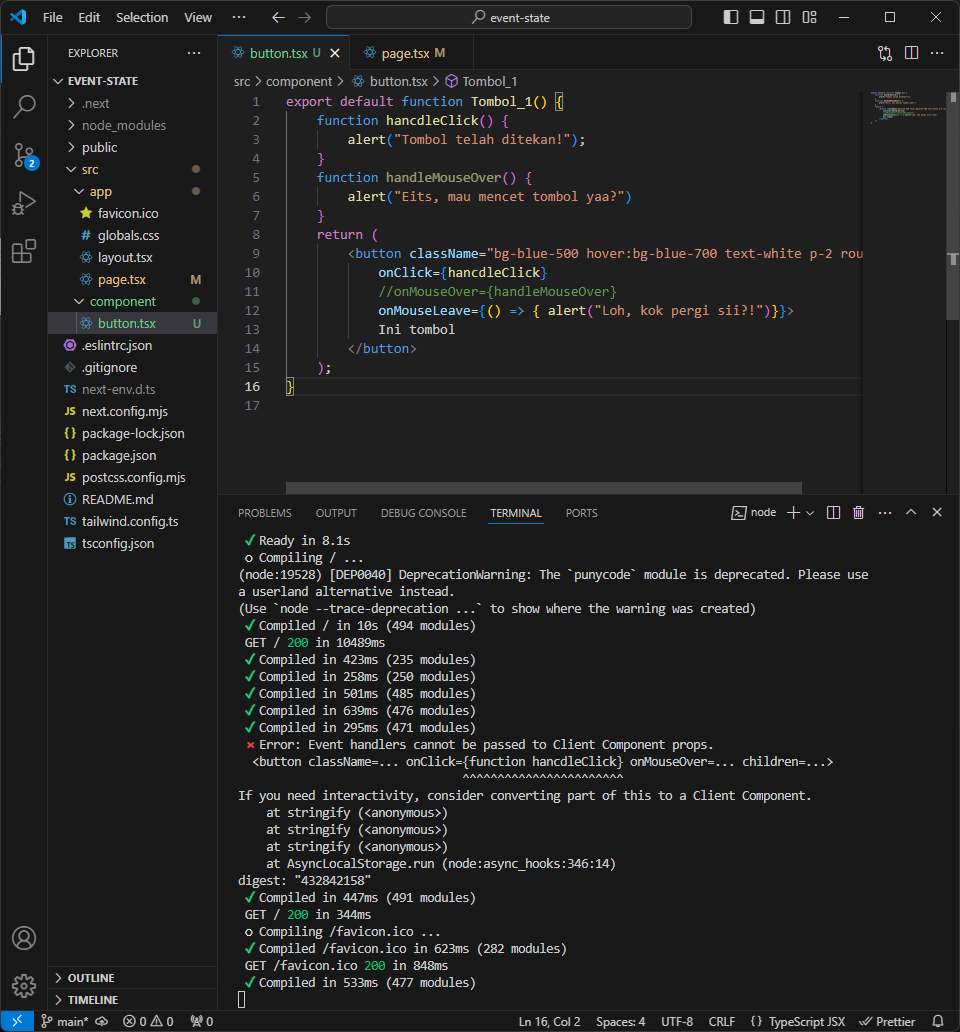 File Edit Selection View ··· event-state
EXPLORER ···
EVENT-STATE
.next
node_modules
public
src
app
favicon.ico
# globals.css
layout.tsx
page.tsx M
component
button.tsx U
.eslintrc.json
.gitignore
TS next-env.d.ts
JS next.config.mjs
{} package-lock.json
{} package.json
JS postcss.config.mjs
README.md
TS tailwind.config.ts
TS tsconfig.json
OUTLINE
TIMELINE
2
button.tsx U page.tsx M
src > component > button.tsx > Tombol_1
1 export default function Tombol_1() {
2 function hancdleClick() {
3 alert("Tombol telah ditekan!");
4 }
5 function handleMouseOver() {
6 alert("Eits, mau mencet tombol yaa?")
7 }
8 return (
9 <button className="bg-blue-500 hover:bg-blue-700 text-white p-2 rou
10 onClick={hancdleClick}
11 //onMouseOver={handleMouseOver}
12 onMouseLeave={() => { alert("Loh, kok pergi sii?!")}}>
13 Ini tombol
14 </button>
15 );
16 }
17
PROBLEMS OUTPUT DEBUG CONSOLE TERMINAL PORTS node
✓ Ready in 8.1s
○ Compiling / ...
(node:19528) [DEP0040] DeprecationWarning: The `punycode` module is deprecated. Please use
a userland alternative instead.
(Use `node --trace-deprecation ...` to show where the warning was created)
✓ Compiled / in 10s (494 modules)
GET / 200 in 10489ms
✓ Compiled in 423ms (235 modules)
✓ Compiled in 258ms (250 modules)
✓ Compiled in 501ms (485 modules)
✓ Compiled in 639ms (476 modules)
✓ Compiled in 295ms (471 modules)
⨯ Error: Event handlers cannot be passed to Client Component props.
<button className=... onClick={function hancdleClick} onMouseOver=... children=...>
^^^^^^^^^^^^^^^^^^^^^^^
If you need interactivity, consider converting part of this to a Client Component.
at stringify (<anonymous>)
at stringify (<anonymous>)
at stringify (<anonymous>)
at AsyncLocalStorage.run (node:async_hooks:346:14)
digest: "432842158"
✓ Compiled in 447ms (491 modules)
GET / 200 in 344ms
○ Compiling /favicon.ico ...
✓ Compiled /favicon.ico in 623ms (282 modules)
GET /favicon.ico 200 in 848ms
✓ Compiled in 533ms (477 modules)
main* 0 0 0 Ln 16, Col 2 Spaces: 4 UTF-8 CRLF {} TypeScript JSX Prettier